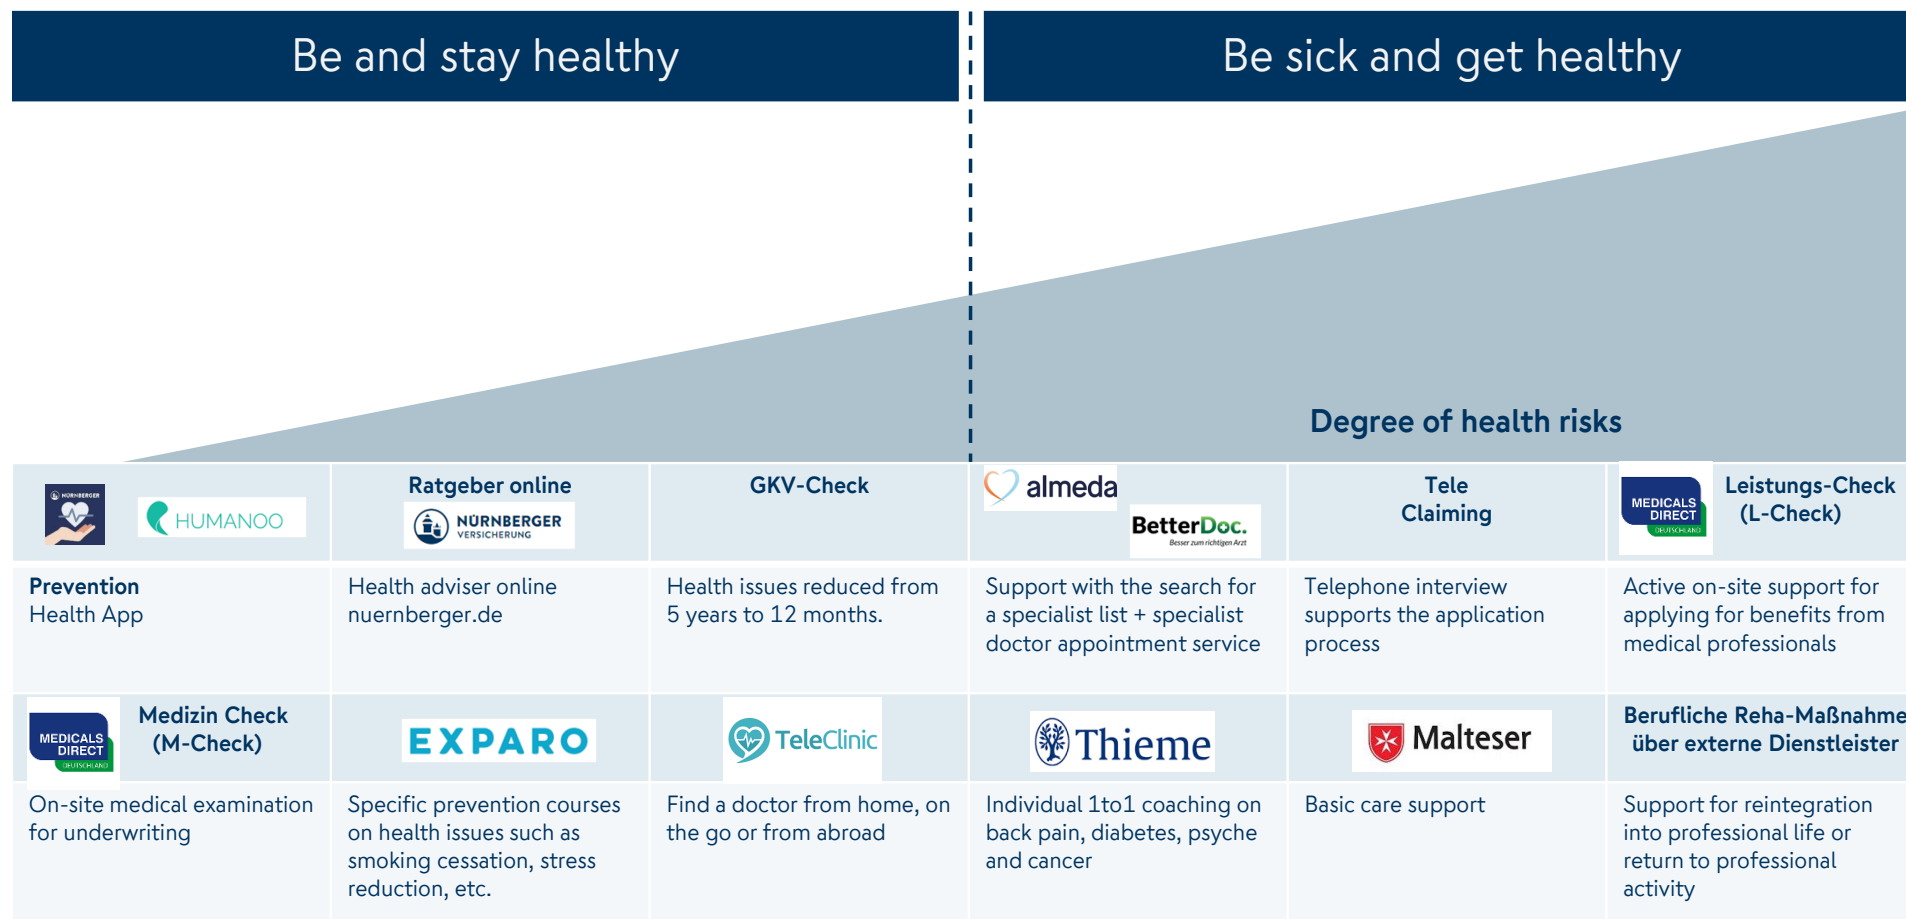 Be and stay healthy
Be sick and get healthy
Degree of health risks
NÜRNBERGER
HUMANOO
Ratgeber online
NÜRNBERGER
VERSICHERUNG
GKV-Check
almeda
BetterDoc.
Besser zum richtigen Arzt
Tele
Claiming
MEDICALS
DIRECT
DEUTSCHLAND
Leistungs-Check
(L-Check)
Prevention
Health App
Health adviser online
nuernberger.de
Health issues reduced from
5 years to 12 months.
Support with the search for
a specialist list + specialist
doctor appointment service
Telephone interview
supports the application
process
Active on-site support for
applying for benefits from
medical professionals
MEDICALS
DIRECT
DEUTSCHLAND
Medizin Check
(M-Check)
EXPARO
TeleClinic
Thieme
Malteser
Berufliche Reha-Maßnahme
über externe Dienstleister
On-site medical examination
for underwriting
Specific prevention courses
on health issues such as
smoking cessation, stress
reduction, etc.
Find a doctor from home, on
the go or from abroad
Individual 1to1 coaching on
back pain, diabetes, psyche
and cancer
Basic care support
Support for reintegration
into professional life or
return to professional
activity